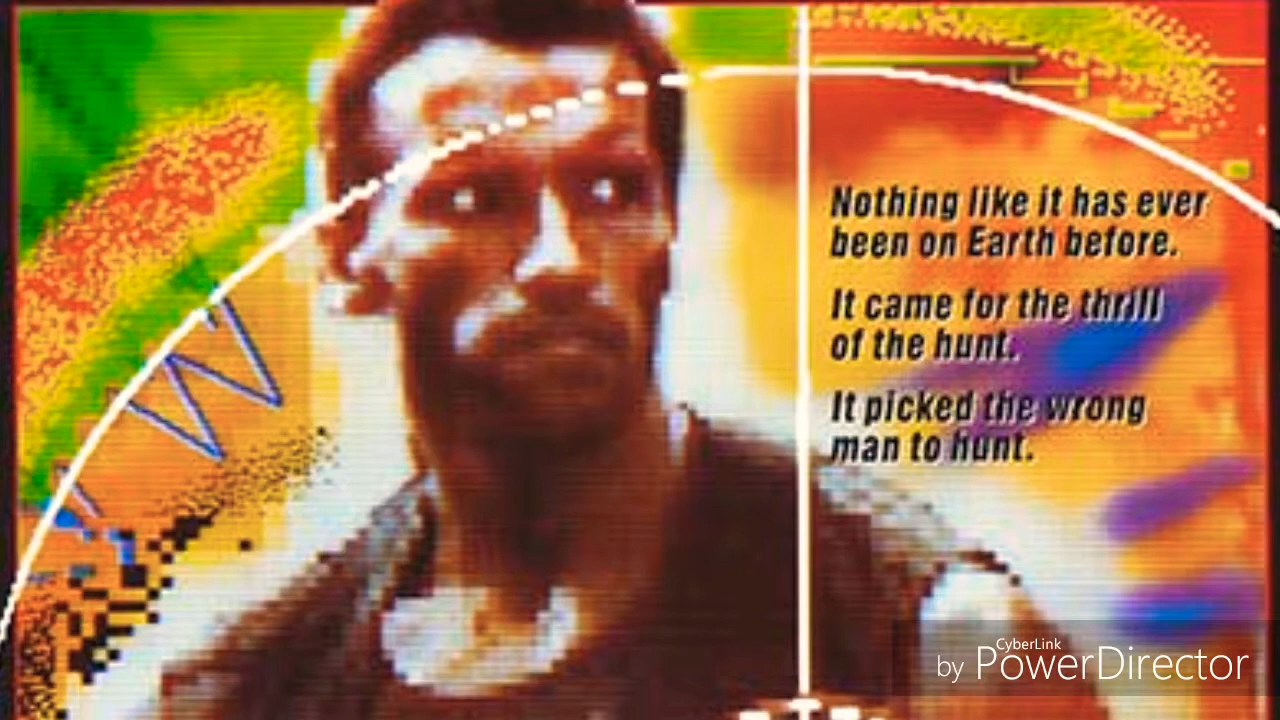 Nothing like it has ever
been on Earth before.
It came for the thrill
of the hunt.
It picked the wrong
man to hunt.
CyberLink
by PowerDirector